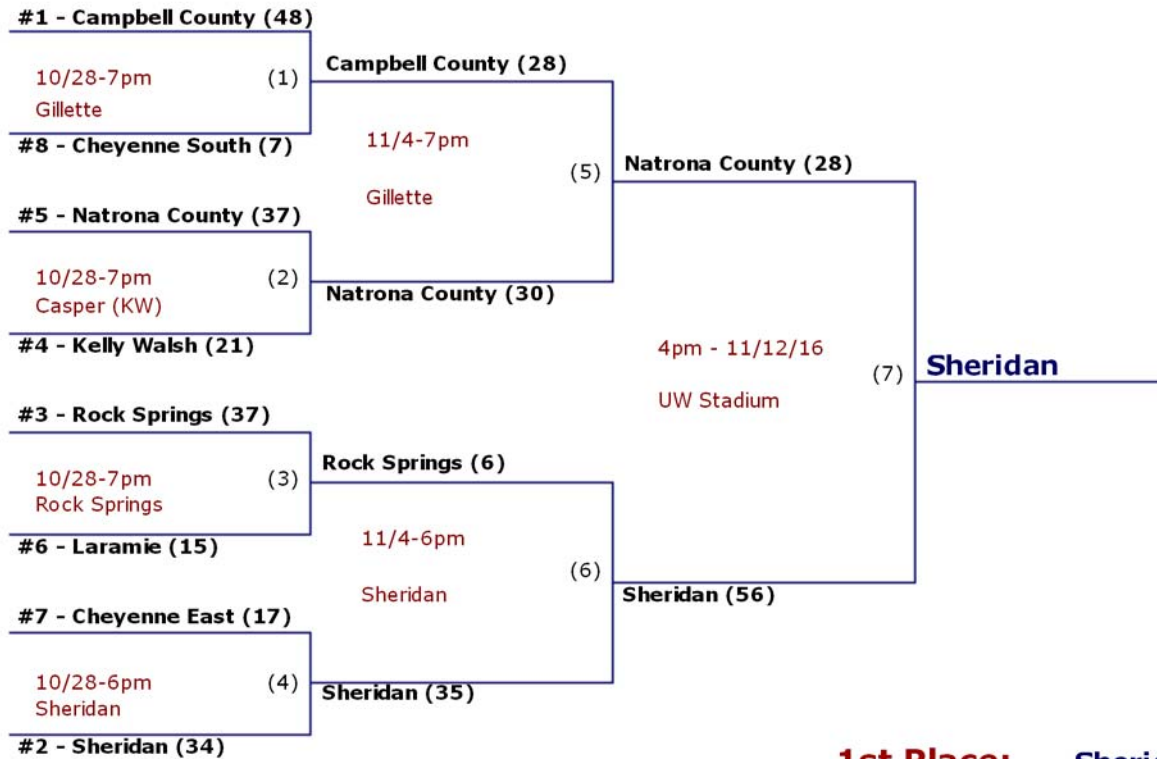 #1 - Campbell County (48)
10/28-7pm
(1)
Gillette
#8 - Cheyenne South (7)
Campbell County (28)
11/4-7pm
(5)
Gillette
#5 - Natrona County (37)
10/28-7pm
(2)
Casper (KW)
#4 - Kelly Walsh (21)
Natrona County (30)
Natrona County (28)
4pm - 11/12/16
(7)
UW Stadium
Sheridan
#3 - Rock Springs (37)
10/28-7pm
(3)
Rock Springs
#6 - Laramie (15)
Rock Springs (6)
11/4-6pm
(6)
Sheridan
Sheridan (56)
#7 - Cheyenne East (17)
10/28-6pm
(4)
Sheridan
#2 - Sheridan (34)
Sheridan (35)
1st Place: